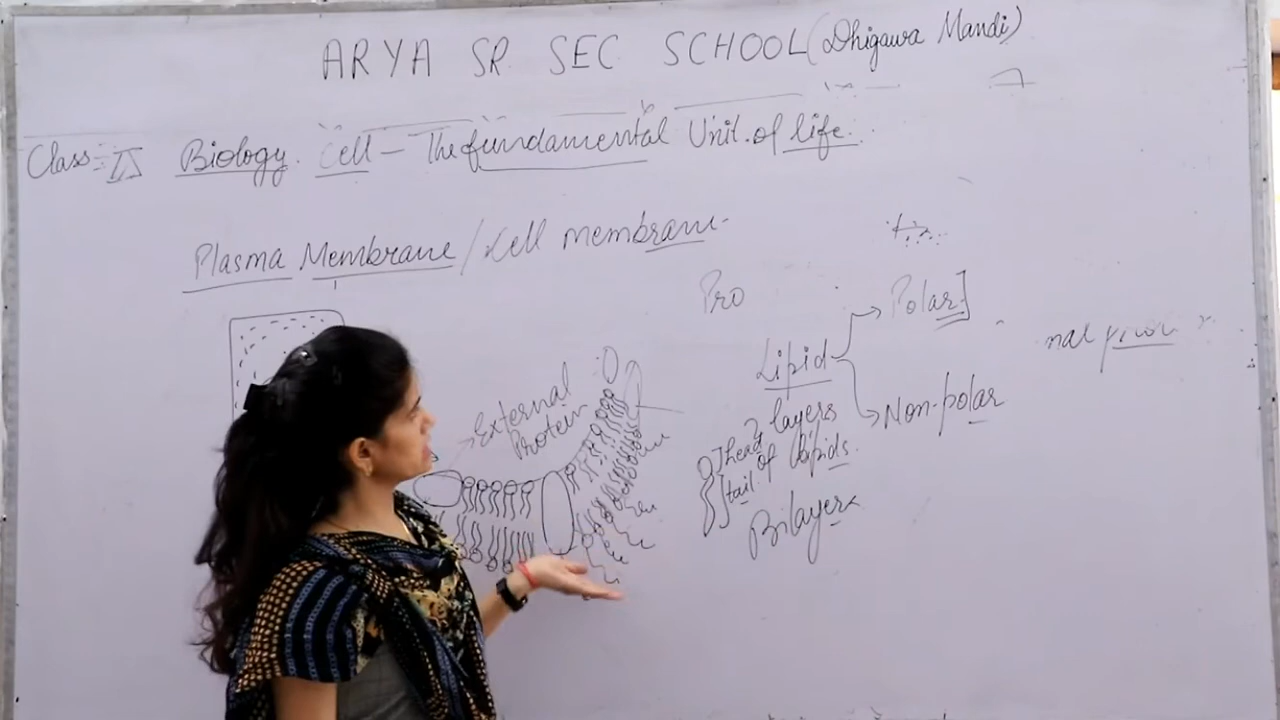 ARYA SR SEC SCHOOL (Dhigawa Mandi)
Class:- IX Biology. Cell – The fundamental Unit of life.
Plasma Membrane / Cell membrane
Pro
Polar]
Lipid
Non-polar
External
Protein
2 layers
of lipids.
head
tail
Bilayer